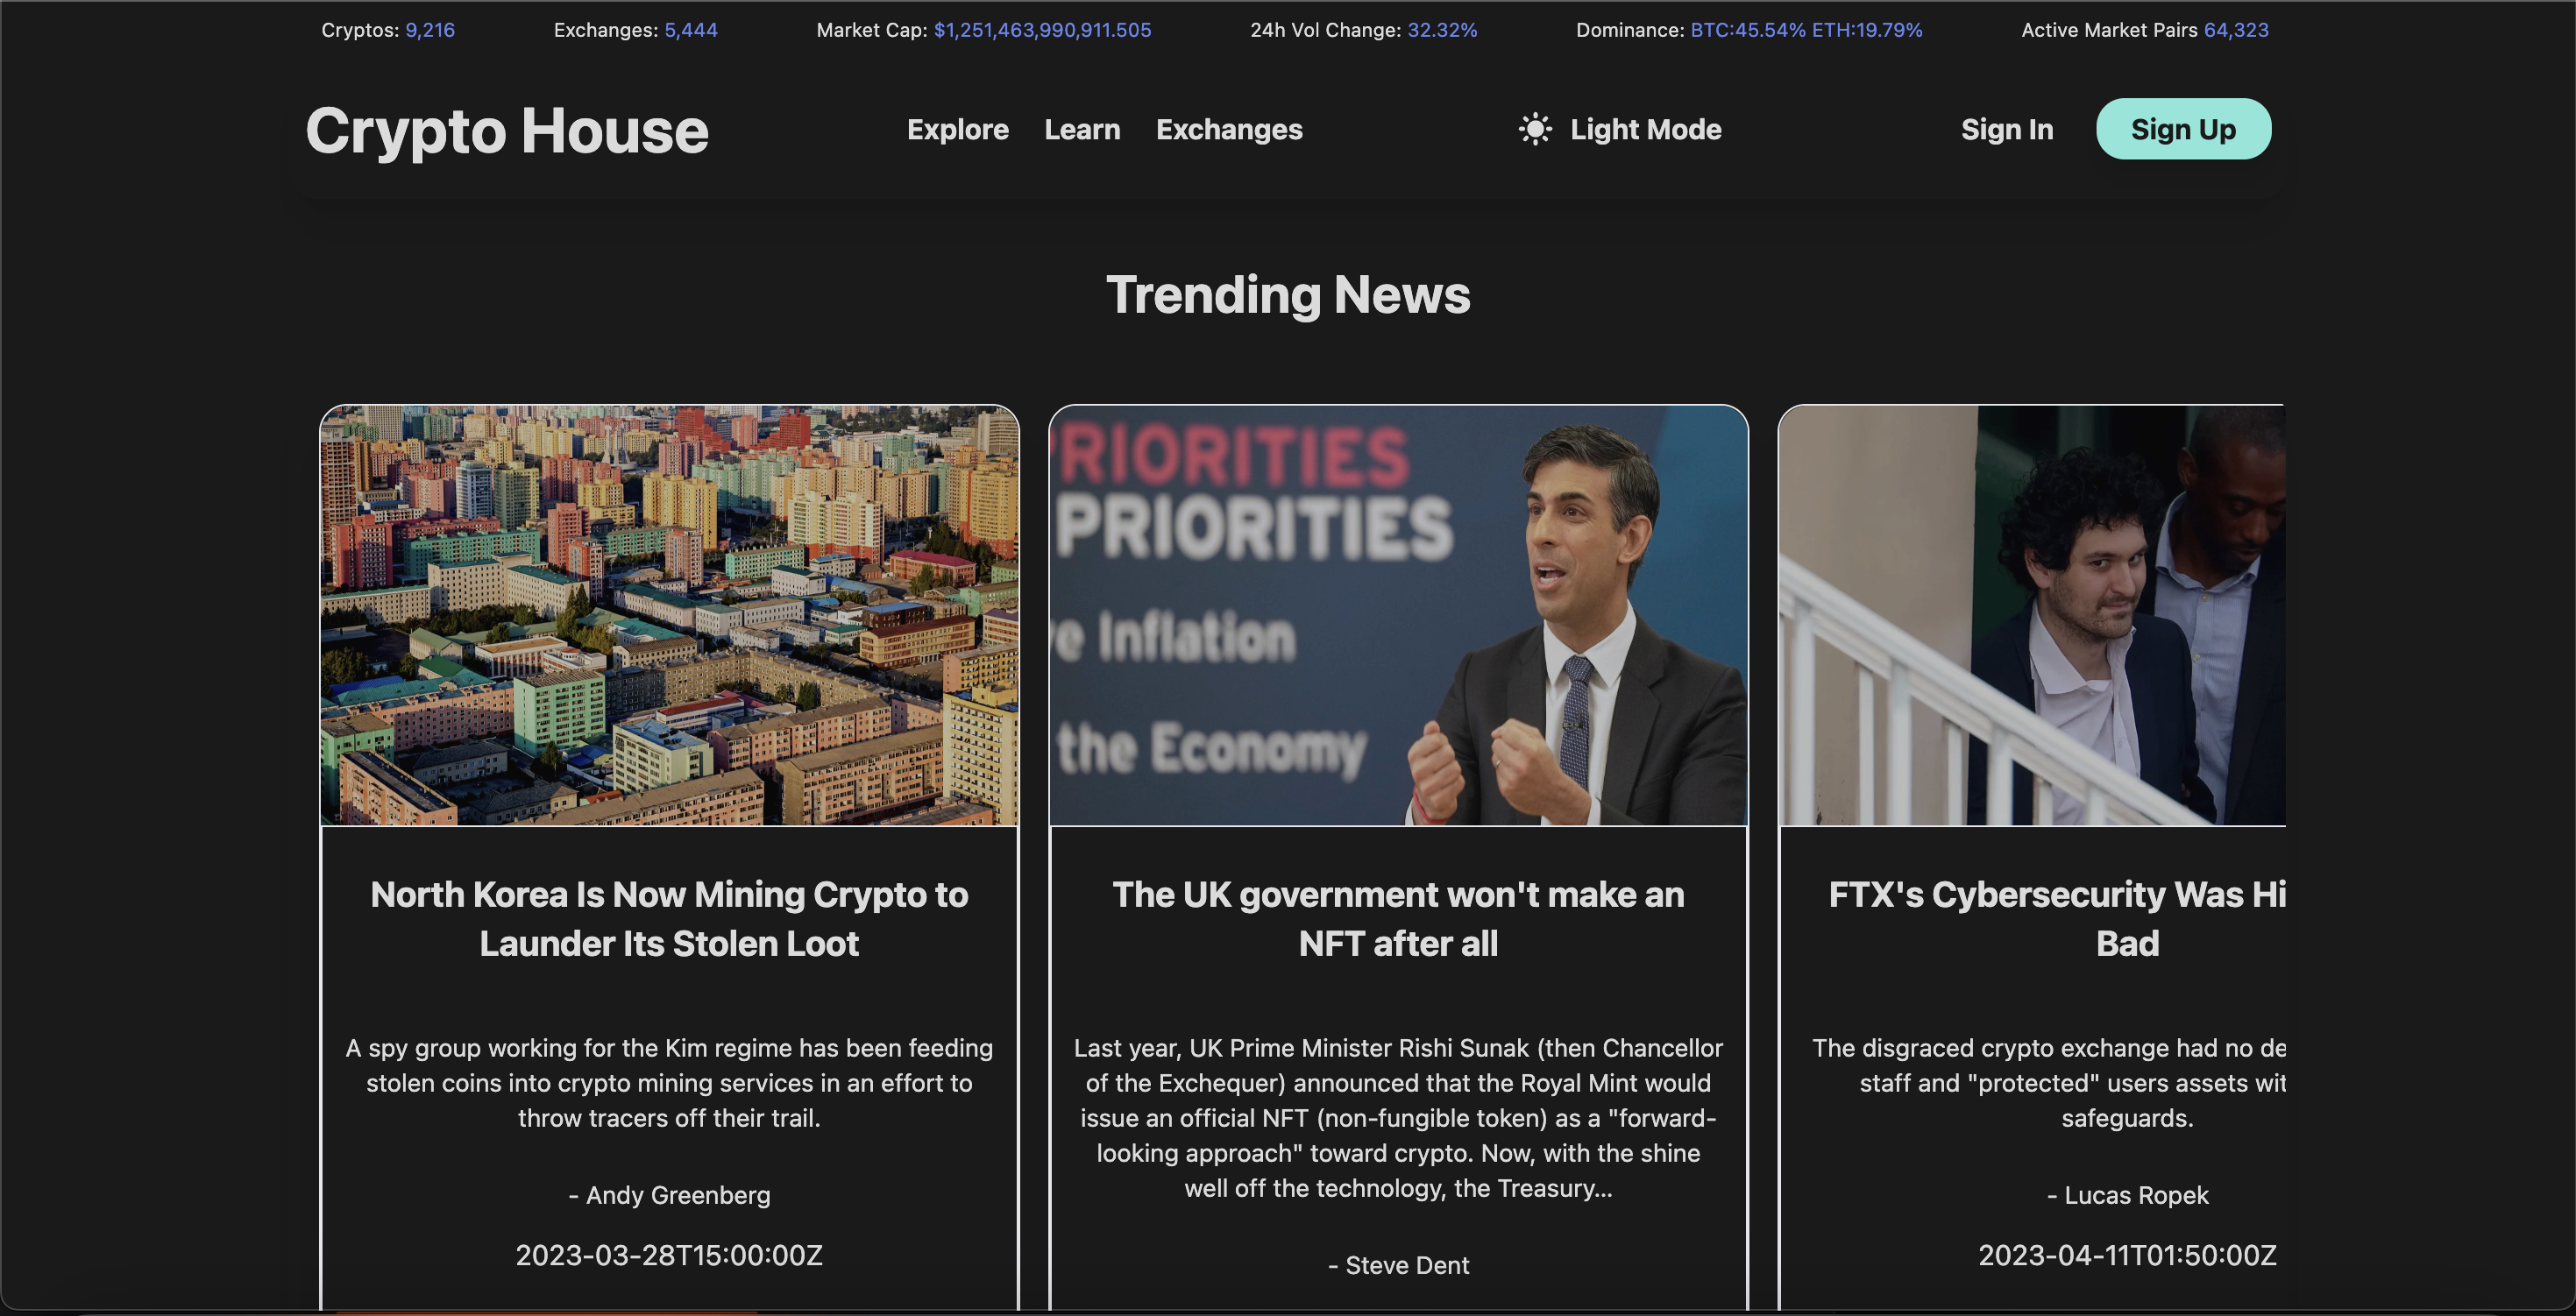 Cryptos: 9,216 Exchanges: 5,444 Market Cap: $1,251,463,990,911.505 24h Vol Change: 32.32% Dominance: BTC:45.54% ETH:19.79% Active Market Pairs 64,323
Crypto House Explore Learn Exchanges Light Mode Sign In Sign Up
Trending News
PRIORITIES
PRIORITIES
Inflation
the Economy
North Korea Is Now Mining Crypto to
Launder Its Stolen Loot
A spy group working for the Kim regime has been feeding
stolen coins into crypto mining services in an effort to
throw tracers off their trail.
- Andy Greenberg
2023-03-28T15:00:00Z
The UK government won't make an
NFT after all
Last year, UK Prime Minister Rishi Sunak (then Chancellor
of the Exchequer) announced that the Royal Mint would
issue an official NFT (non-fungible token) as a "forward-
looking approach" toward crypto. Now, with the shine
well off the technology, the Treasury...
- Steve Dent
FTX's Cybersecurity Was Hi
Bad
The disgraced crypto exchange had no de
staff and "protected" users assets wit
safeguards.
- Lucas Ropek
2023-04-11T01:50:00Z